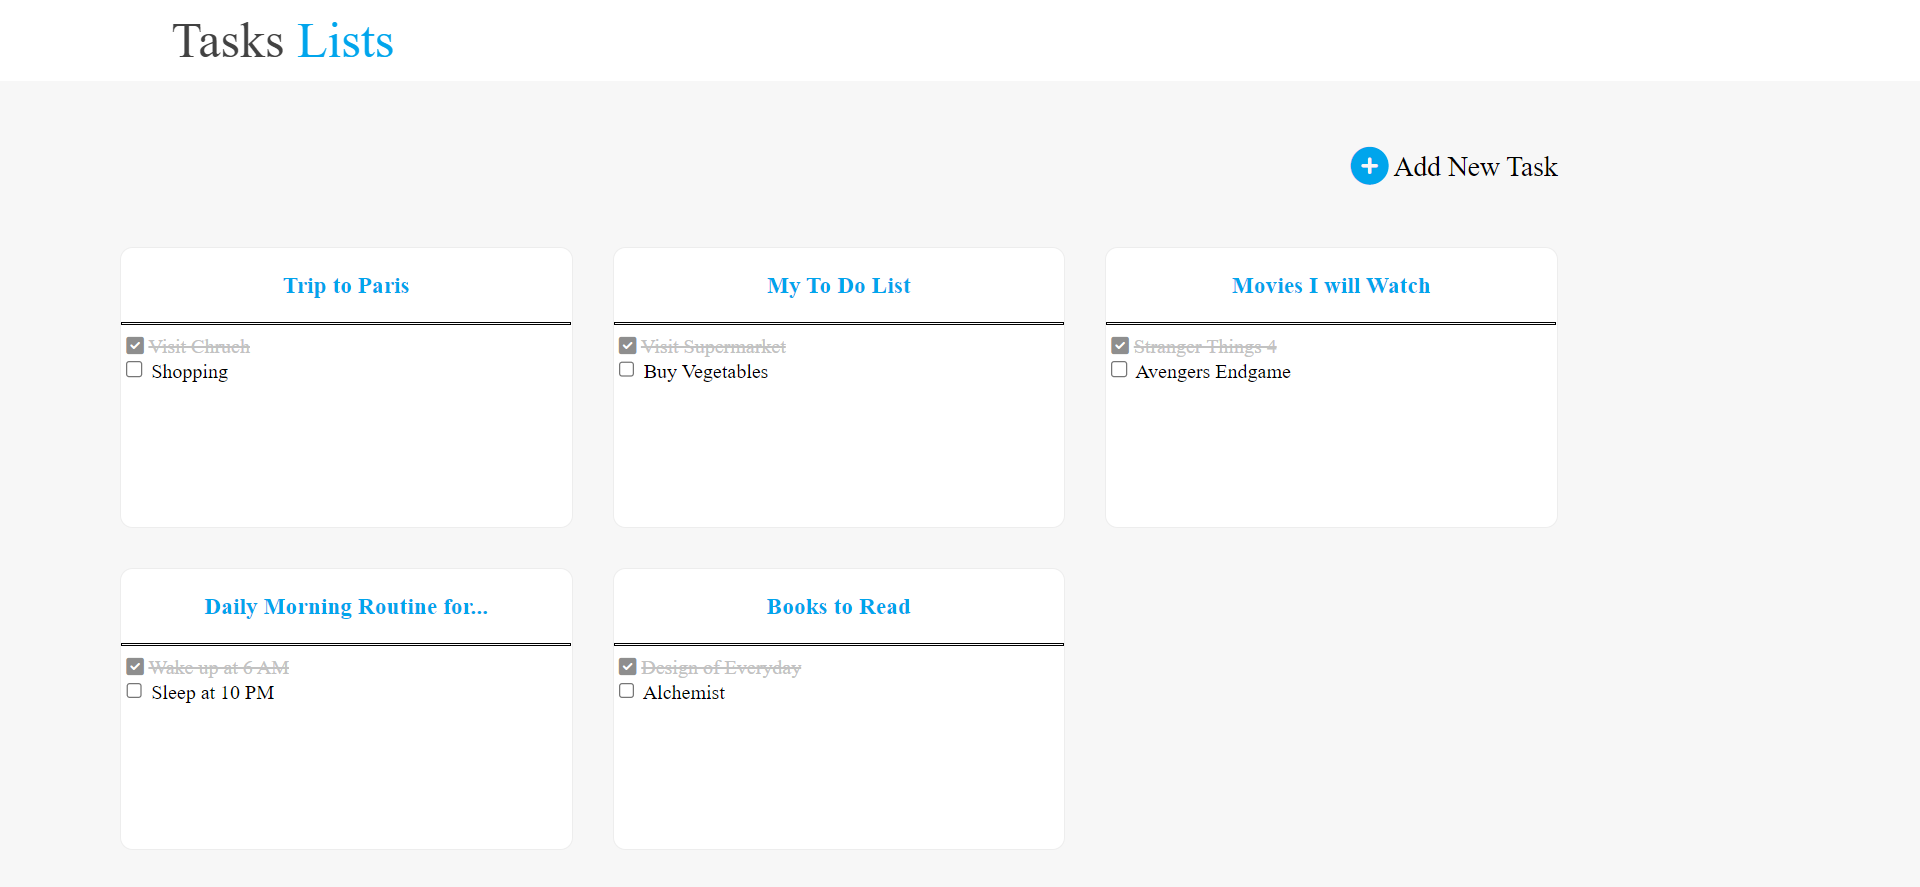 Tasks Lists
Add New Task
Trip to Paris
Visit Chruch
Shopping
My To Do List
Visit Supermarket
Buy Vegetables
Movies I will Watch
Stranger Things 4
Avengers Endgame
Daily Morning Routine for...
Wake up at 6 AM
Sleep at 10 PM
Books to Read
Design of Everyday
Alchemist